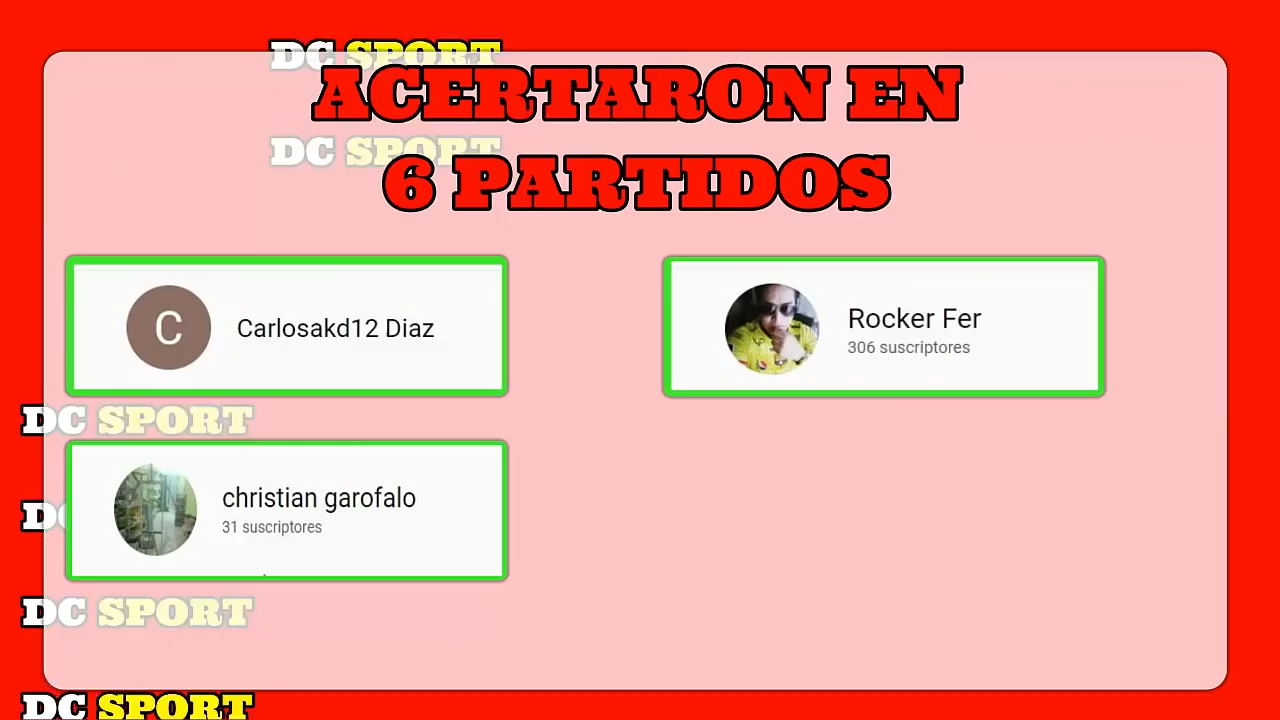 DC SPORT
ACERTARON EN
DC SPORT
6 PARTIDOS
C
Carlosakd12 Diaz
Rocker Fer
306 suscriptores
DC SPORT
christian garofalo
31 suscriptores
DC SPORT
DC SPORT